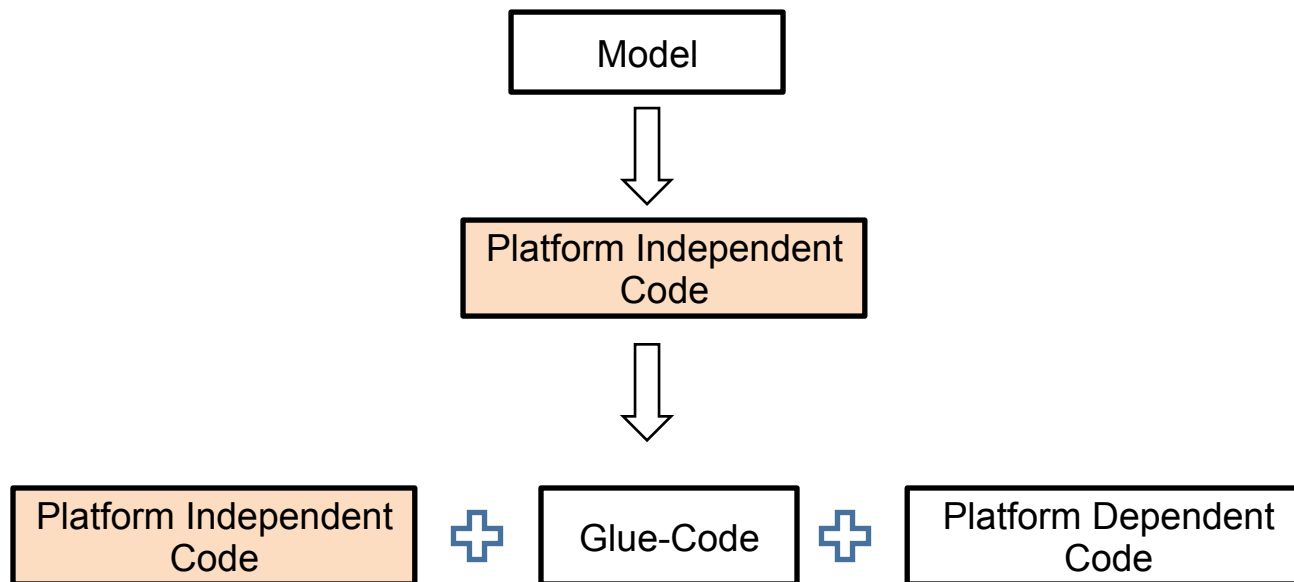 Model
Platform Independent
Code
Platform Independent
Code
Glue-Code
Platform Dependent
Code